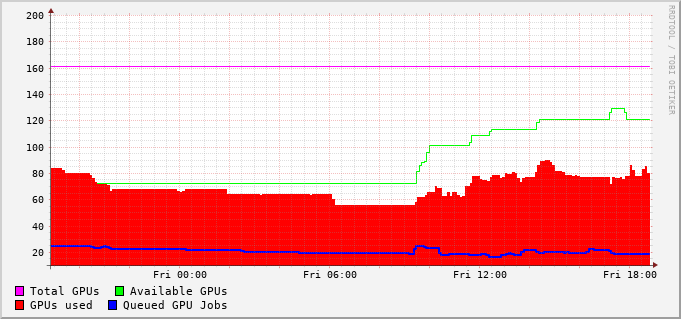 200
180
160
140
120
100
80
60
40
20
Fri 00:00 Fri 06:00 Fri 12:00 Fri 18:00
Total GPUs Available GPUs
GPUs used Queued GPU Jobs
RRDTOOL / TOBI OETIKER